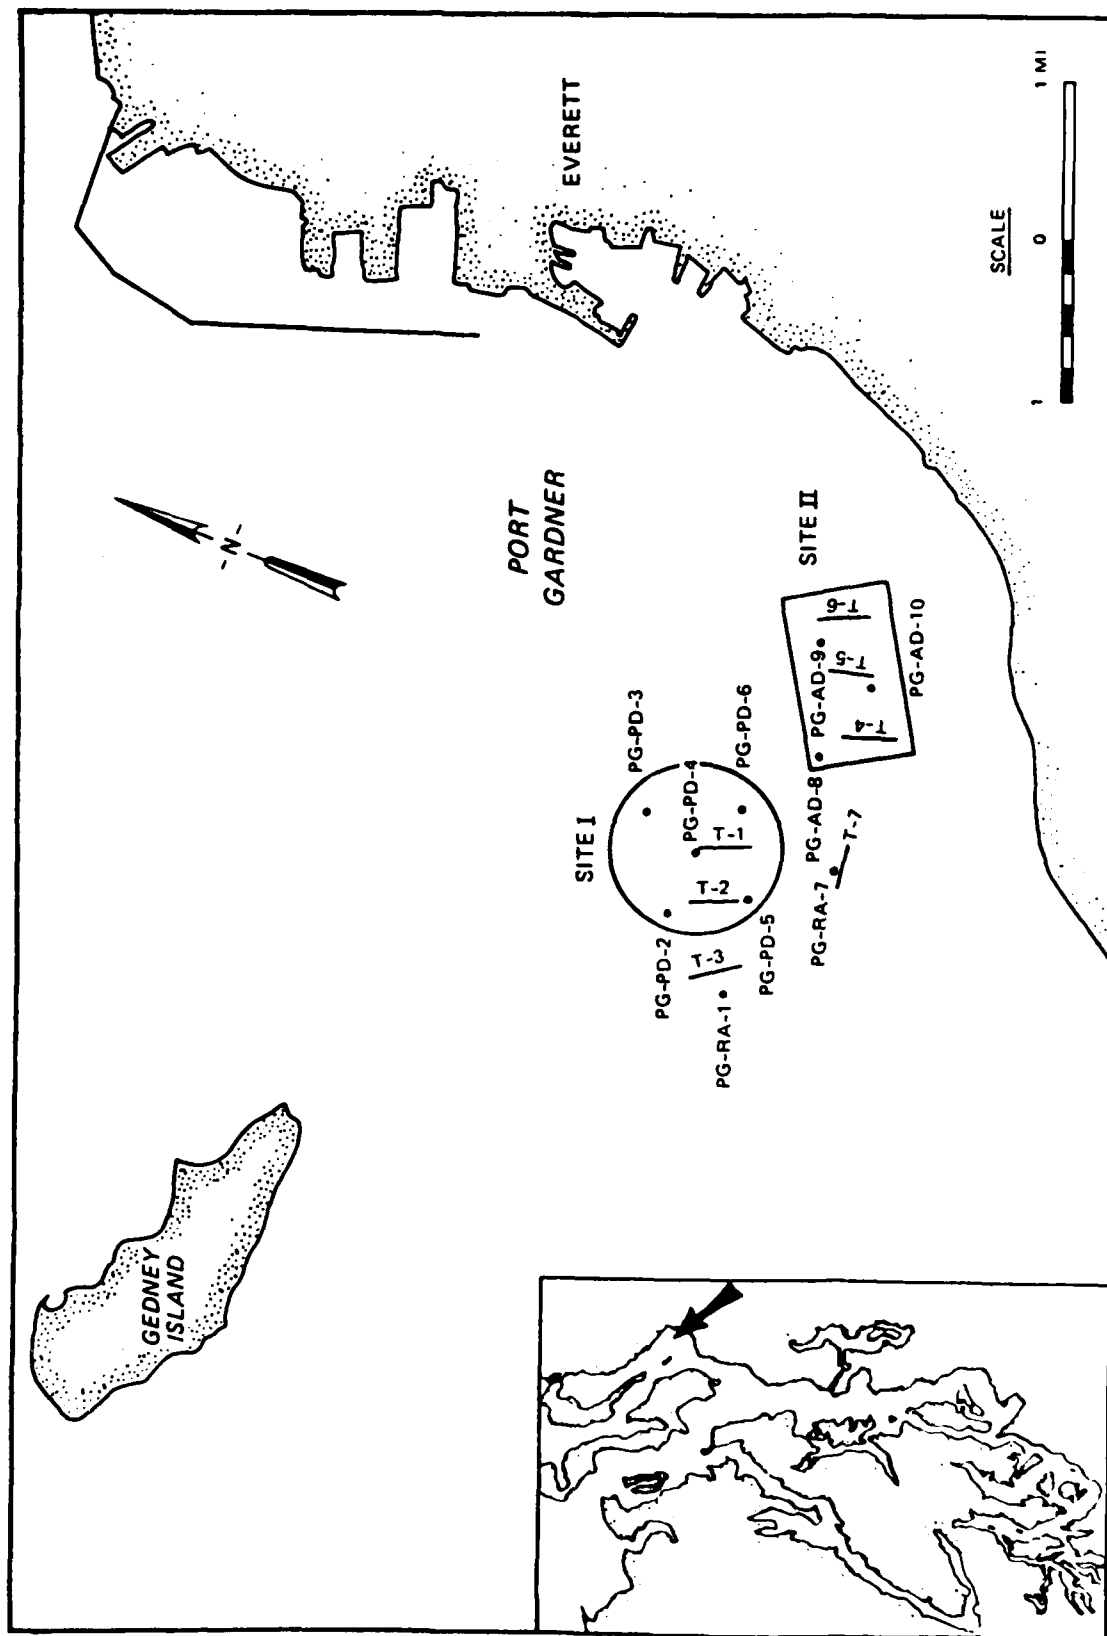 GEDNEY
ISLAND
-N-
PORT
GARDNER
EVERETT
SITE I
PG-PD-3
PG-PD-2
PG-PD-4
T-3
T-2
T-1
PG-RA-1
PG-PD-5
PG-PD-6
SITE II
PG-RA-7
T-7
PG-AD-8
PG-AD-9
T-4
T-5
T-6
PG-AD-10
SCALE
1 0 1 MI